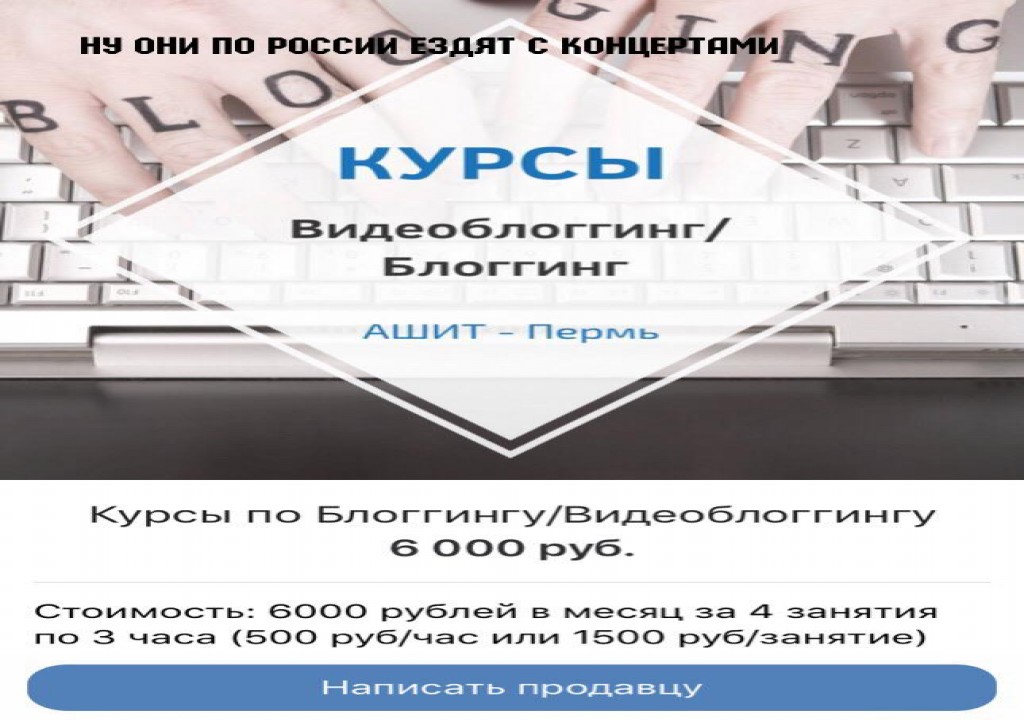 НУ ОНИ ПО РОССИИ ЕЗДЯТ С КОНЦЕРТАМИ
BLOGGING
КУРСЫ
Видеоблоггинг/
Блоггинг
АШИТ - Пермь
Курсы по Блоггингу/Видеоблоггингу
6 000 руб.
Стоимость: 6000 рублей в месяц за 4 занятия
по 3 часа (500 руб/час или 1500 руб/занятие)
Написать продавцу